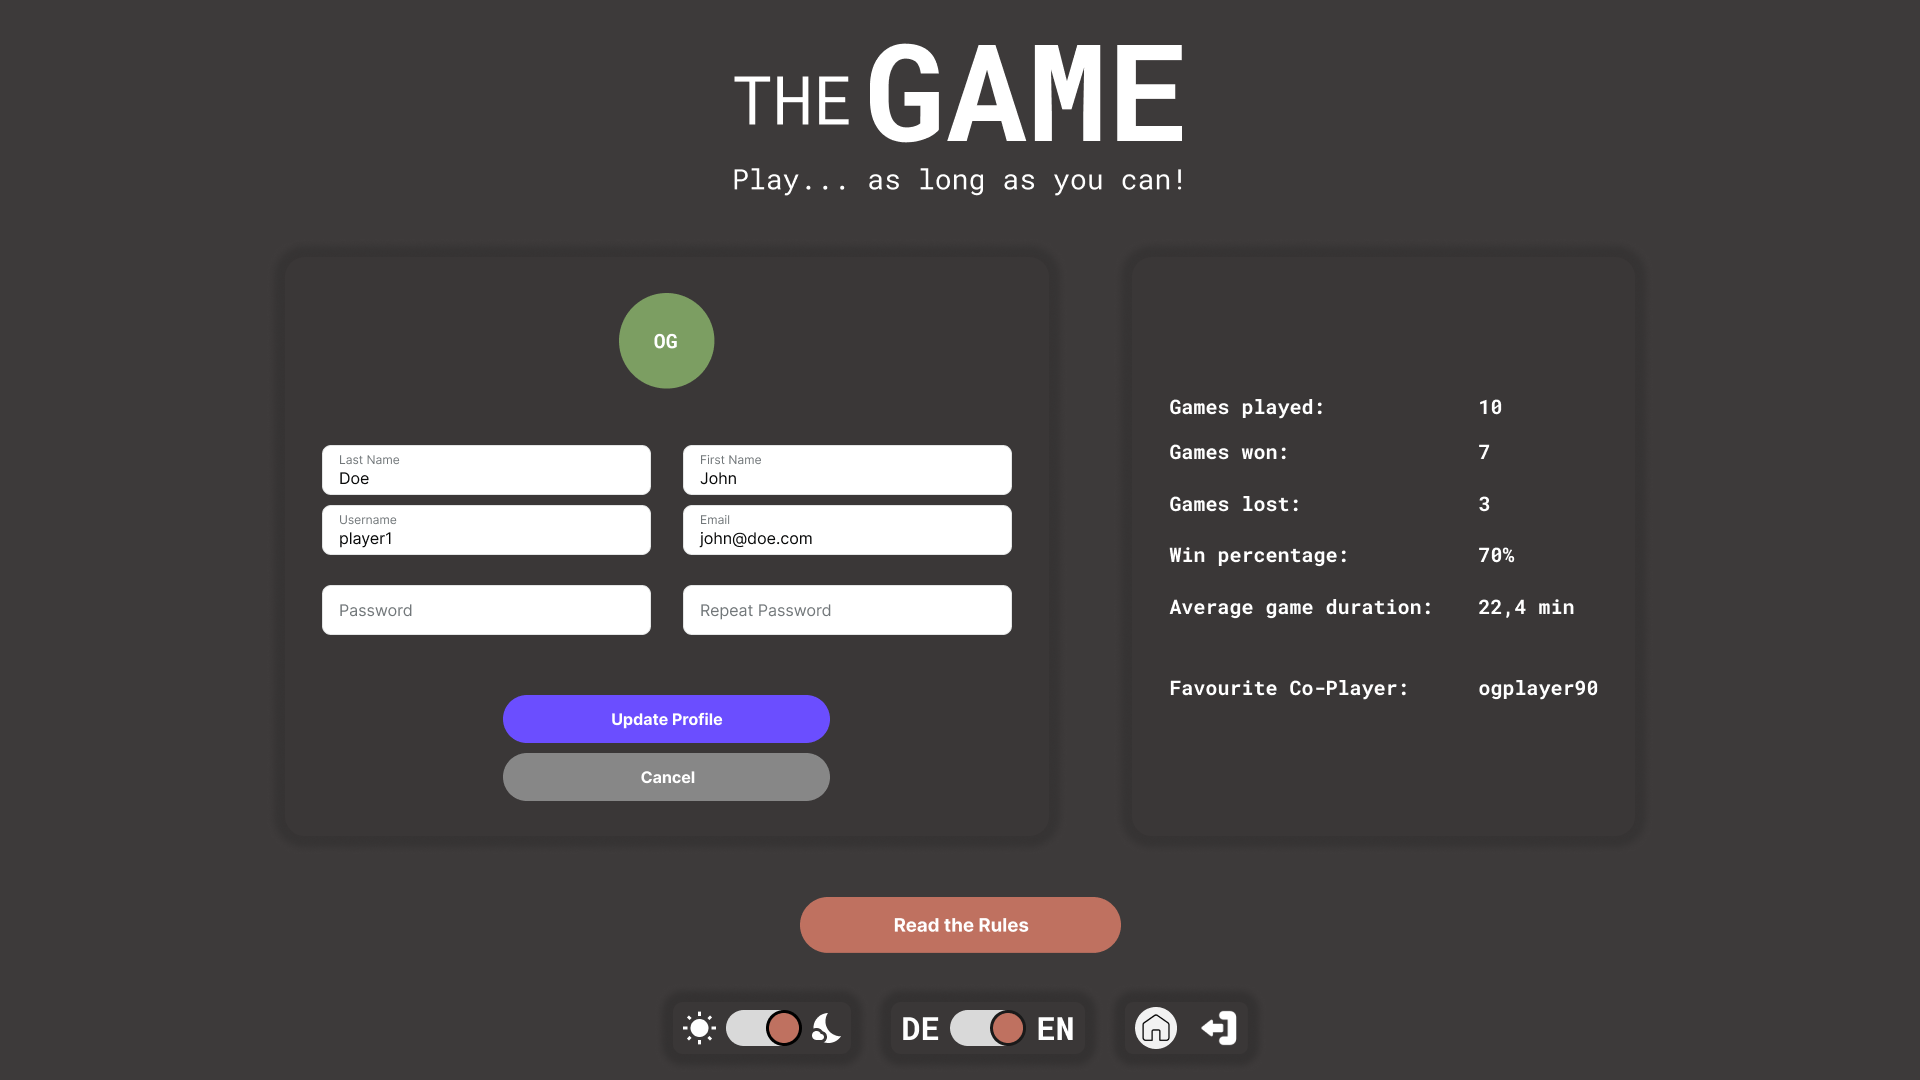 THE GAME
Play... as long as you can!
OG
Last Name
Doe
First Name
John
Username
player1
Email
john@doe.com
Password
Repeat Password
Update Profile
Cancel
Games played: 10
Games won: 7
Games lost: 3
Win percentage: 70%
Average game duration: 22,4 min
Favourite Co-Player: ogplayer90
Read the Rules
DE EN